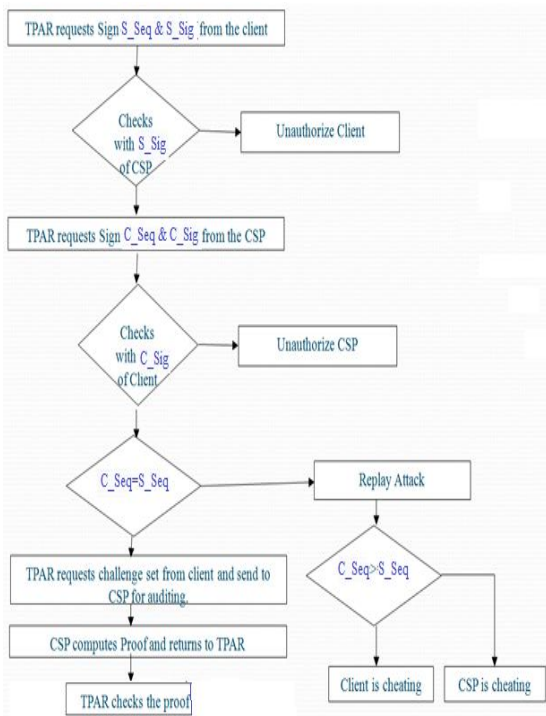 TPAR requests Sign S_Seq & S_Sig from the client
Checks
with S_Sig
of CSP
Unauthorize Client
TPAR requests Sign C_Seq & C_Sig from the CSP
Checks
with C_Sig
of Client
Unauthorize CSP
C_Seq=S_Seq
Replay Attack
TPAR requests challenge set from client and send to
CSP for auditing.
C_Seq>S_Seq
CSP computes Proof and returns to TPAR
TPAR checks the proof
Client is cheating
CSP is cheating